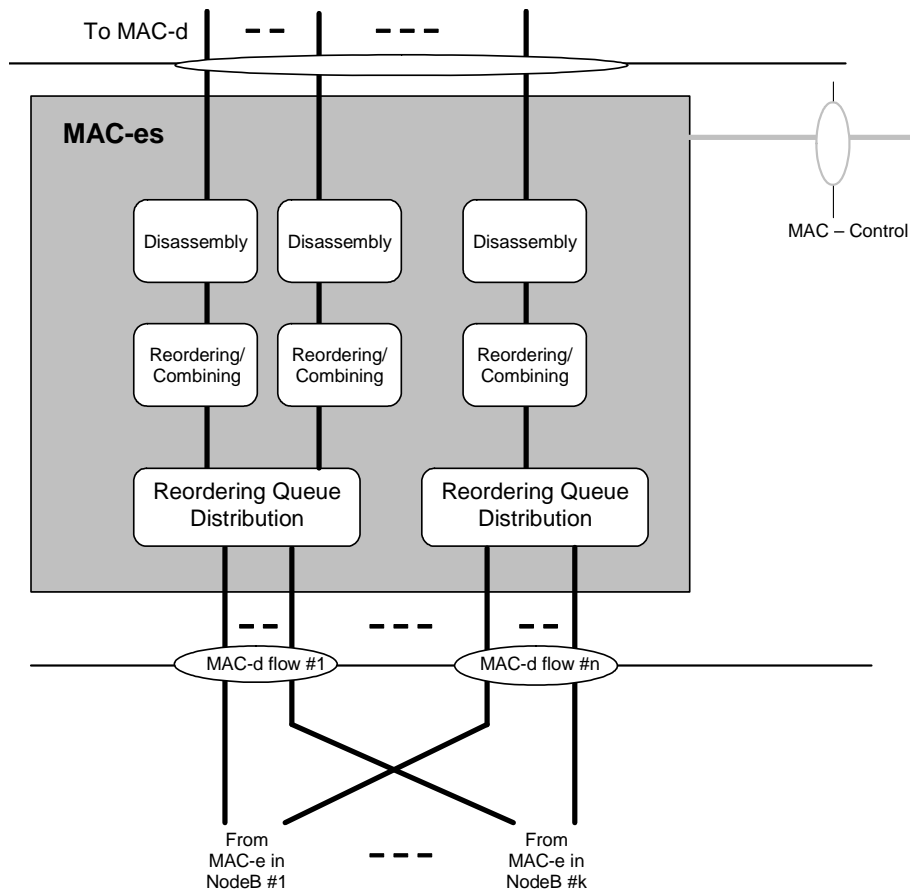 To MAC-d
MAC-es
MAC – Control
Disassembly
Disassembly
Disassembly
Reordering/
Combining
Reordering/
Combining
Reordering/
Combining
Reordering Queue
Distribution
Reordering Queue
Distribution
MAC-d flow #1
MAC-d flow #n
From
MAC-e in
NodeB #1
From
MAC-e in
NodeB #k